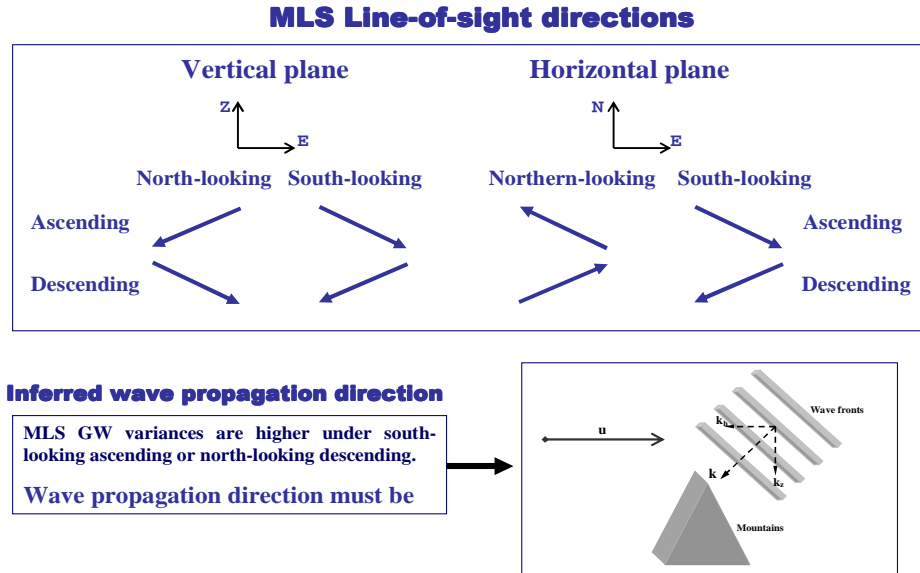 MLS Line-of-sight directions
Vertical plane
Horizontal plane
Z
E
N
E
North-looking
South-looking
Northern-looking
South-looking
Ascending
Ascending
Descending
Descending
Inferred wave propagation direction
MLS GW variances are higher under south-
looking ascending or north-looking descending.
Wave propagation direction must be
u
Wave fronts
kh
k
kz
Mountains